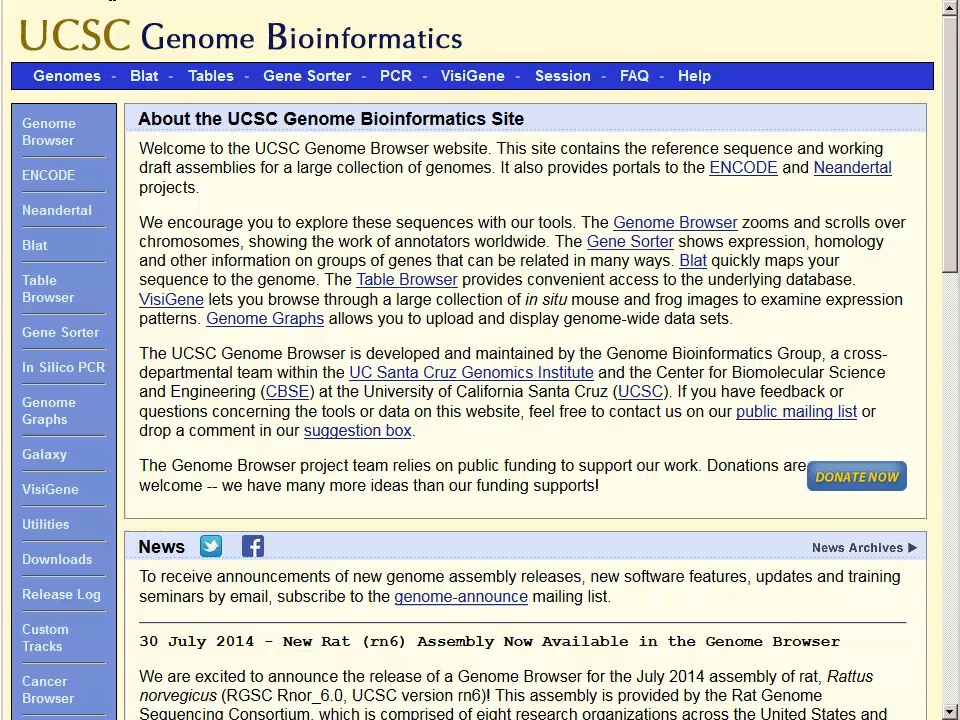 UCSC Genome Bioinformatics
Genomes - Blat - Tables - Gene Sorter - PCR - VisiGene - Session - FAQ - Help
Genome
Browser
ENCODE
Neandertal
Blat
Table
Browser
Gene Sorter
In Silico PCR
Genome
Graphs
Galaxy
VisiGene
Utilities
Downloads
Release Log
Custom
Tracks
Cancer
Browser
About the UCSC Genome Bioinformatics Site
Welcome to the UCSC Genome Browser website. This site contains the reference sequence and working
draft assemblies for a large collection of genomes. It also provides portals to the ENCODE and Neandertal
projects.
We encourage you to explore these sequences with our tools. The Genome Browser zooms and scrolls over
chromosomes, showing the work of annotators worldwide. The Gene Sorter shows expression, homology
and other information on groups of genes that can be related in many ways. Blat quickly maps your
sequence to the genome. The Table Browser provides convenient access to the underlying database.
VisiGene lets you browse through a large collection of in situ mouse and frog images to examine expression
patterns. Genome Graphs allows you to upload and display genome-wide data sets.
The UCSC Genome Browser is developed and maintained by the Genome Bioinformatics Group, a cross-
departmental team within the UC Santa Cruz Genomics Institute and the Center for Biomolecular Science
and Engineering (CBSE) at the University of California Santa Cruz (UCSC). If you have feedback or
questions concerning the tools or data on this website, feel free to contact us on our public mailing list or
drop a comment in our suggestion box.
The Genome Browser project team relies on public funding to support our work. Donations are
welcome -- we have many more ideas than our funding supports!
DONATE NOW
News
News Archives ▶
To receive announcements of new genome assembly releases, new software features, updates and training
seminars by email, subscribe to the genome-announce mailing list.
30 July 2014 - New Rat (rn6) Assembly Now Available in the Genome Browser
We are excited to announce the release of a Genome Browser for the July 2014 assembly of rat, Rattus
norvegicus (RGSC Rnor_6.0, UCSC version rn6)! This assembly is provided by the Rat Genome
Sequencing Consortium, which is comprised of eight research organizations across the United States and